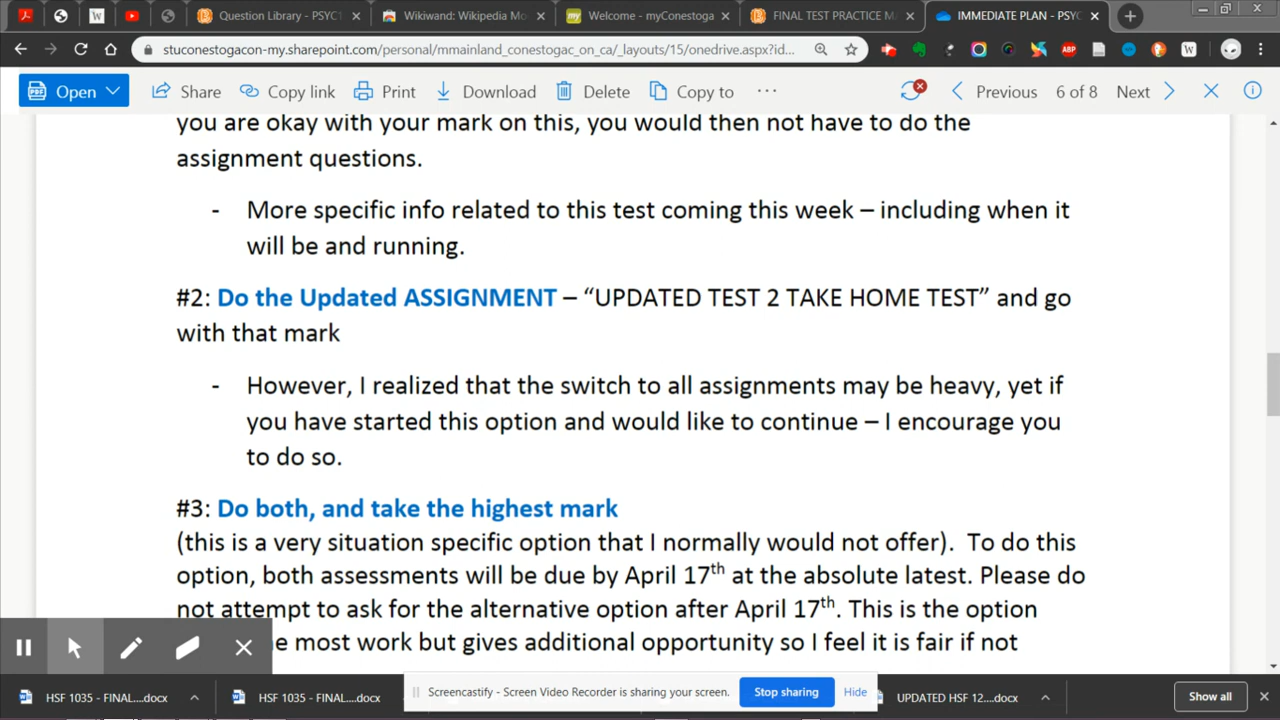 Question Library - PSYC1
Wikiwand: Wikipedia Mo
Welcome - myConestoga
FINAL TEST PRACTICE MA
IMMEDIATE PLAN - PSYC
stuconestogacon-my.sharepoint.com/personal/mmainland_conestogac_on_ca/_layouts/15/onedrive.aspx?id...
ABP
W
PDF Open
Share
Copy link
Print
Download
Delete
Copy to
...
Previous
6 of 8
Next
you are okay with your mark on this, you would then not have to do the
assignment questions.
- More specific info related to this test coming this week – including when it
will be and running.
#2: Do the Updated ASSIGNMENT – “UPDATED TEST 2 TAKE HOME TEST” and go
with that mark
- However, I realized that the switch to all assignments may be heavy, yet if
you have started this option and would like to continue – I encourage you
to do so.
#3: Do both, and take the highest mark
(this is a very situation specific option that I normally would not offer). To do this
option, both assessments will be due by April 17th at the absolute latest. Please do
not attempt to ask for the alternative option after April 17th. This is the option
most work but gives additional opportunity so I feel it is fair if not
HSF 1035 - FINAL....docx
HSF 1035 - FINAL....docx
Screencastify - Screen Video Recorder is sharing your screen.
Stop sharing
Hide
UPDATED HSF 12....docx
Show all